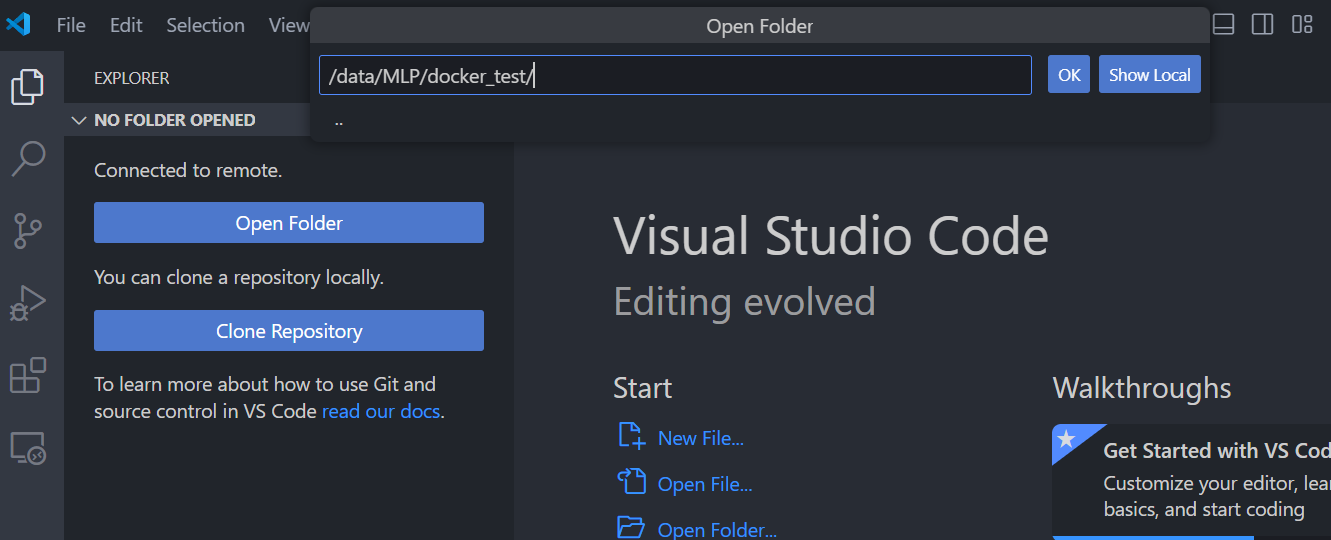 File Edit Selection View
Open Folder
/data/MLP/docker_test/
OK
Show Local
..
EXPLORER
NO FOLDER OPENED
Connected to remote.
Open Folder
You can clone a repository locally.
Clone Repository
To learn more about how to use Git and
source control in VS Code read our docs.
Visual Studio Code
Editing evolved
Start
New File...
Open File...
Open Folder...
Walkthroughs
Get Started with VS Cod
Customize your editor, lear
basics, and start coding